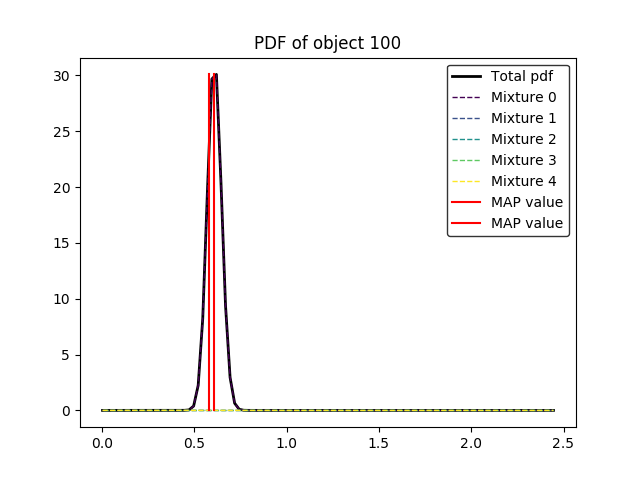 PDF of object 100
30
25
20
15
10
5
0
0.0 0.5 1.0 1.5 2.0 2.5
Total pdf
Mixture 0
Mixture 1
Mixture 2
Mixture 3
Mixture 4
MAP value
MAP value